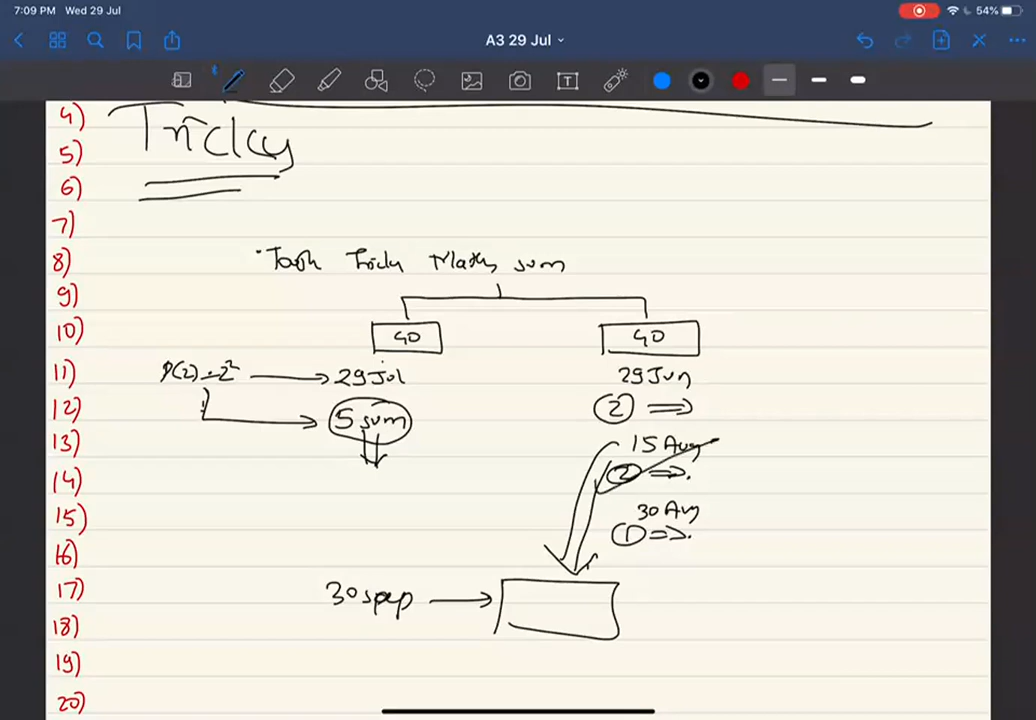 7:09 PM Wed 29 Jul
54%
A3 29 Jul
4)
Tricky
5)
6)
7)
8) Tricky Maths sum
9)
10) 40 40
11) P(2) = 2² 29 Jul 29 Jun
12) 5 sum 2
13) 15 Aug
14) 2
15) 30 Aug
16) 1
17) 30
18)
19)
20)